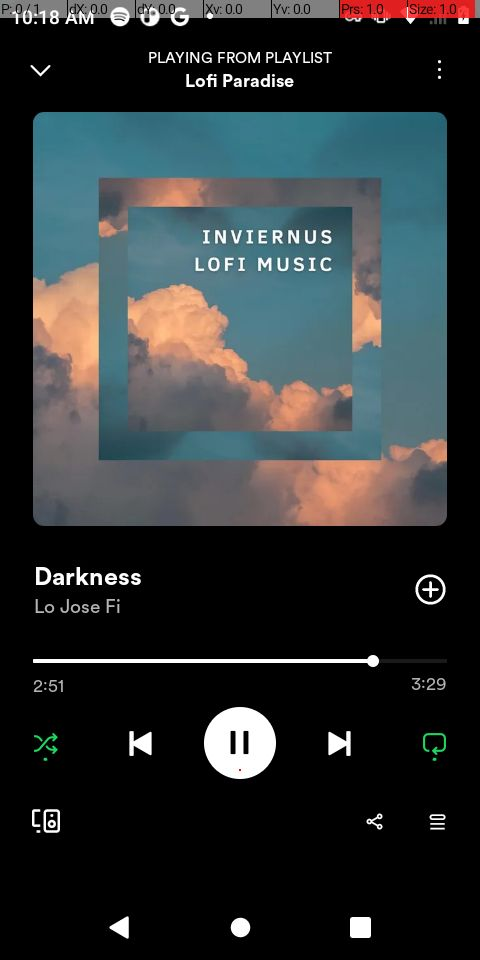 P: 0 / 1 dX: 0.0 dY: 0.0 Xv: 0.0 Yv: 0.0 Prs: 1.0 Size: 1.0
10:18 AM
PLAYING FROM PLAYLIST
Lofi Paradise
INVIERNUS
LOFI MUSIC
Darkness
Lo Jose Fi
2:51 3:29